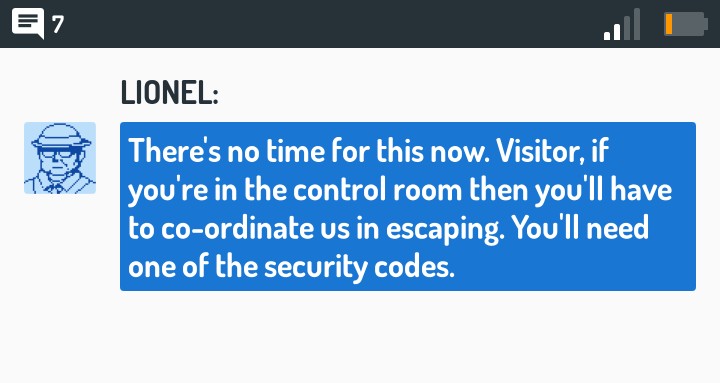 7
LIONEL:
There's no time for this now. Visitor, if
you're in the control room then you'll have
to co-ordinate us in escaping. You'll need
one of the security codes.